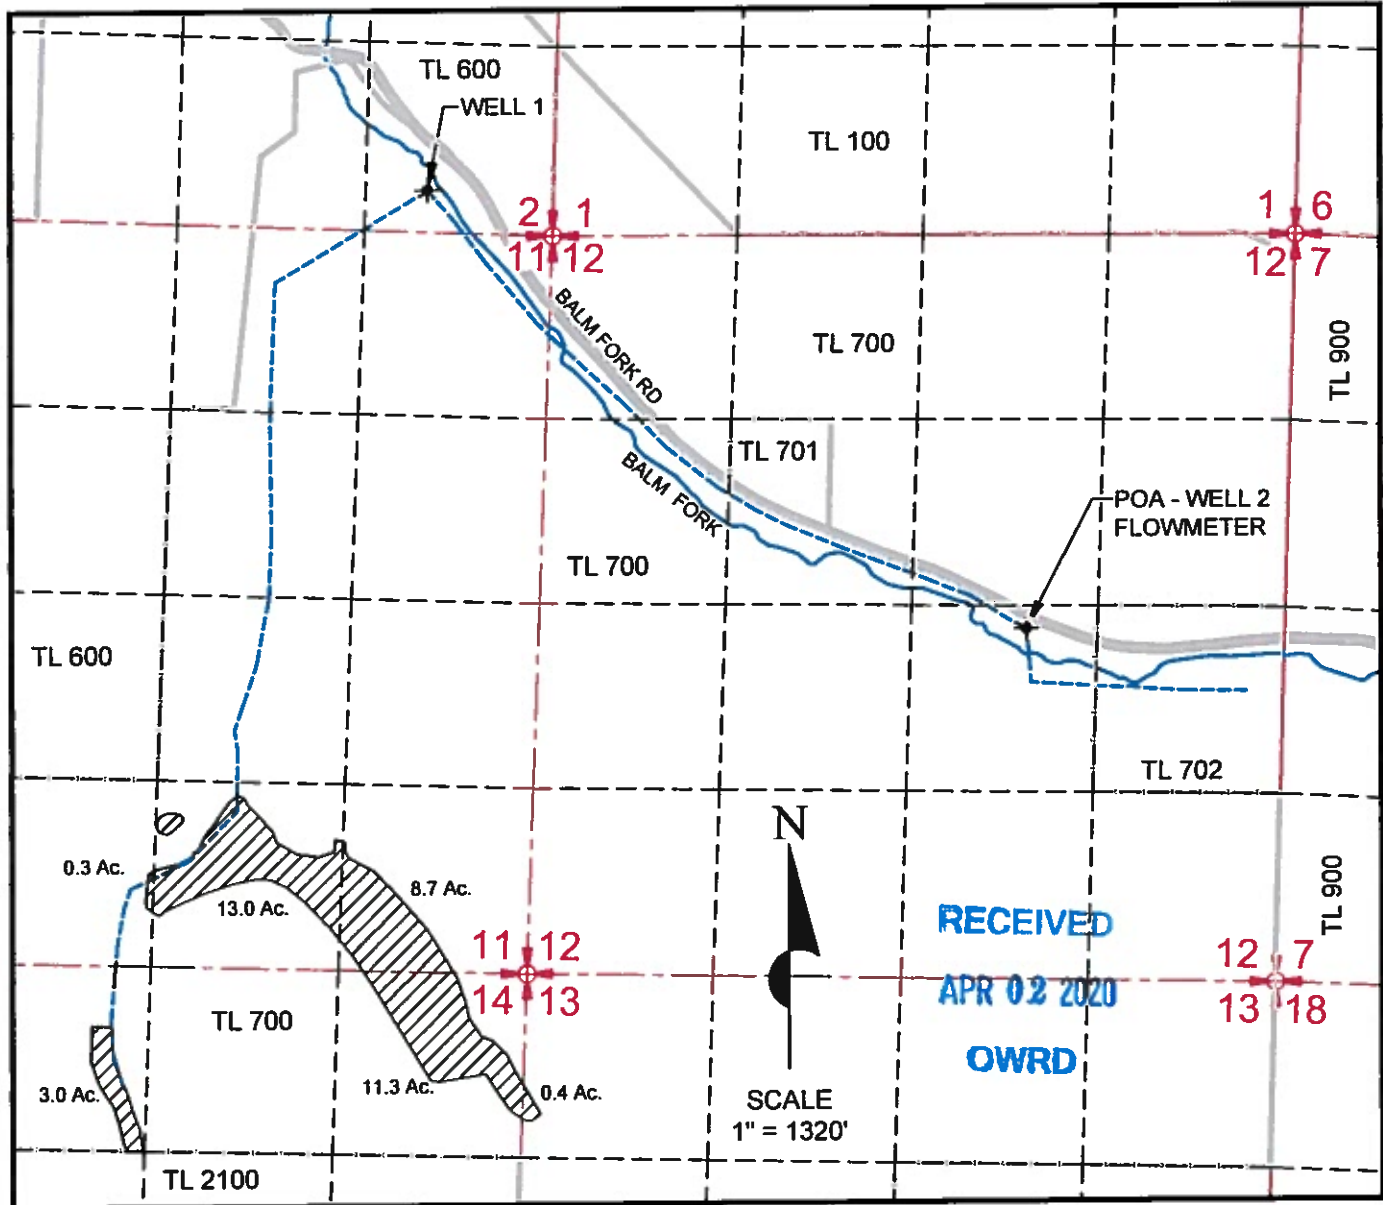 TL 600
WELL 1
TL 100
2 1
1 6
11 12
12 7
BALM FORK RD
TL 700
TL 900
TL 701
BALM FORK
POA - WELL 2
FLOWMETER
TL 700
TL 600
TL 702
N
0.3 Ac.
8.7 Ac.
13.0 Ac.
TL 900
RECEIVED
11 12
12 7
APR 02 2020
14 13
13 18
TL 700
OWRD
3.0 Ac.
11.3 Ac.
0.4 Ac.
SCALE
1" = 1320'
TL 2100